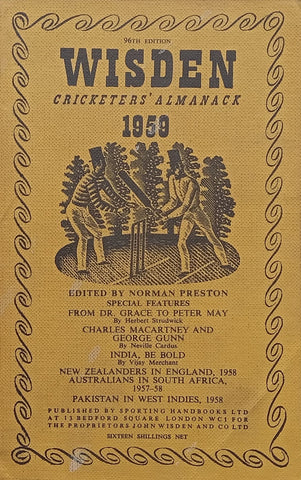 96TH EDITION
WISDEN
CRICKETERS' ALMANACK
1959
EDITED BY NORMAN PRESTON
SPECIAL FEATURES
FROM DR. GRACE TO PETER MAY
By Herbert Strudwick
CHARLES MACARTNEY AND
GEORGE GUNN
By Neville Cardus
INDIA, BE BOLD
By Vijay Merchant
NEW ZEALANDERS IN ENGLAND, 1958
AUSTRALIANS IN SOUTH AFRICA,
1957-58
PAKISTAN IN WEST INDIES, 1958
PUBLISHED BY SPORTING HANDBOOKS LTD
AT 13 BEDFORD SQUARE LONDON WC1 FOR
THE PROPRIETORS JOHN WISDEN AND CO LTD
SIXTEEN SHILLINGS NET